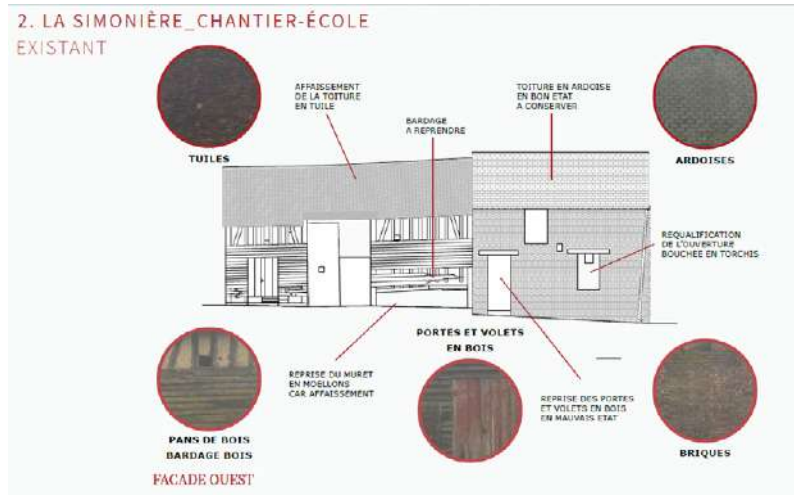 2. LA SIMONIÈRE_CHANTIER-ÉCOLE
EXISTANT
AFFAISSEMENT
DE LA TOITURE
EN TUILE
BARDAGE
A REPRENDRE
TOITURE EN ARDOISE
EN BON ETAT
A CONSERVER
TUILES
ARDOISES
REQUALIFICATION
DE L'OUVERTURE
BOUCHEE EN TORCHIS
PORTES ET VOLETS
EN BOIS
REPRISE DU MURET
EN MOELLONS
CAR AFFAISSEMENT
REPRISE DES PORTES
ET VOLETS EN BOIS
EN MAUVAIS ETAT
PANS DE BOIS
BARDAGE BOIS
BRIQUES
FACADE OUEST